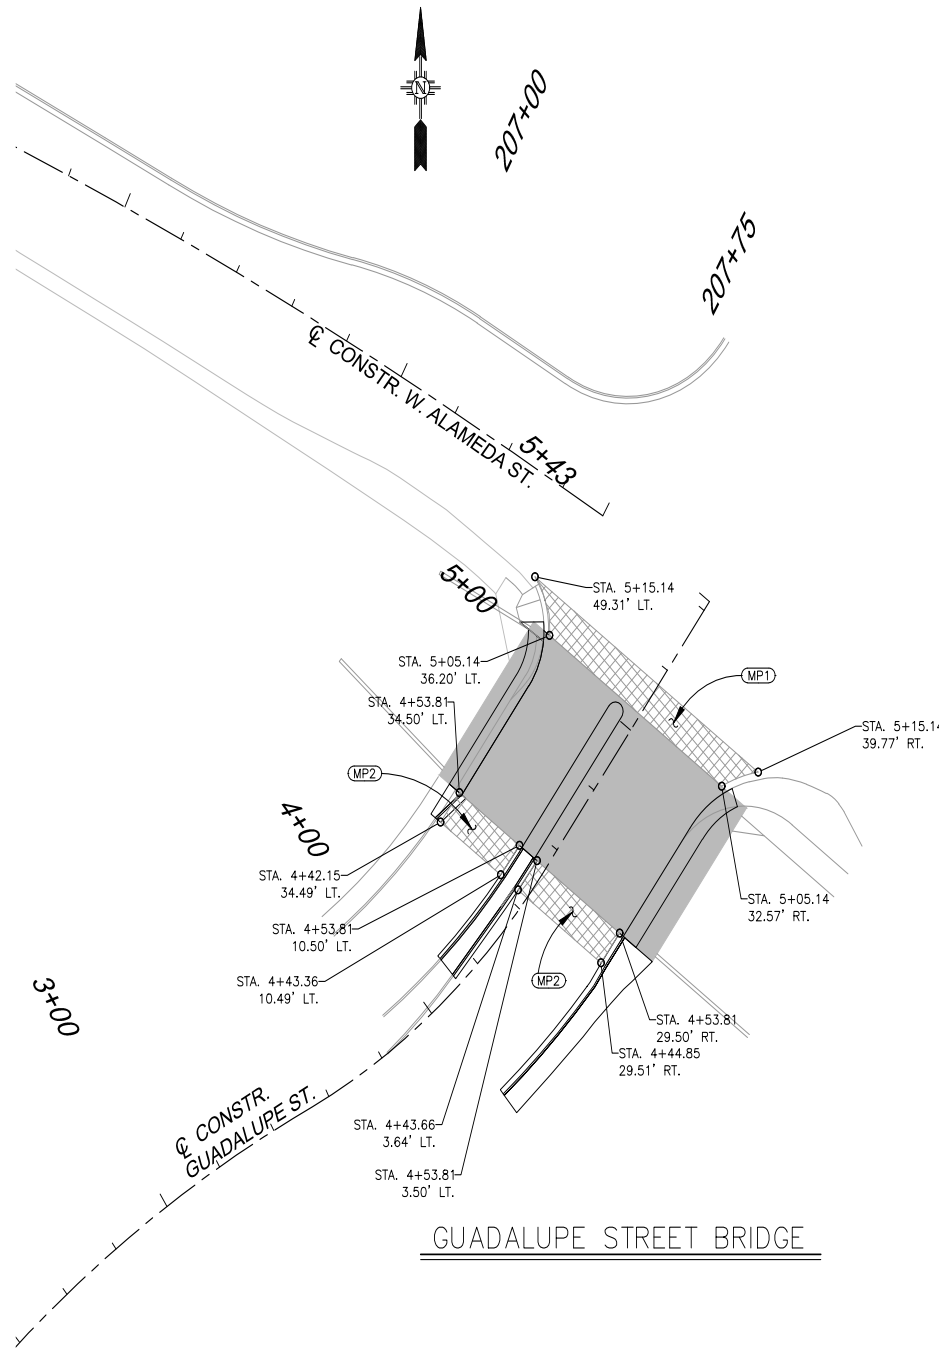 N
207+00
207+75
℄ CONSTR. W. ALAMEDA ST.
5+43
5+00
STA. 5+15.14
49.31' LT.
STA. 5+05.14
36.20' LT.
MP1
STA. 4+53.81
34.50' LT.
STA. 5+15.14
39.77' RT.
MP2
4+00
STA. 4+42.15
34.49' LT.
STA. 5+05.14
32.57' RT.
STA. 4+53.81
10.50' LT.
STA. 4+43.36
10.49' LT.
MP2
3+00
STA. 4+53.81
29.50' RT.
STA. 4+44.85
29.51' RT.
℄ CONSTR.
GUADALUPE ST.
STA. 4+43.66
3.64' LT.
STA. 4+53.81
3.50' LT.
GUADALUPE STREET BRIDGE